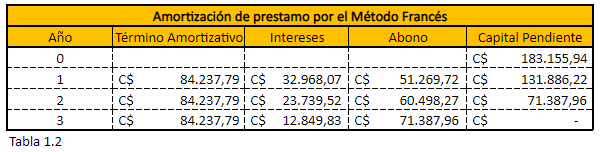 Amortización de prestamo por el Método Francés
Año Término Amortizativo Intereses Abono Capital Pendiente
0 C$ 183.155,94
1 C$ 84.237,79 C$ 32.968,07 C$ 51.269,72 C$ 131.886,22
2 C$ 84.237,79 C$ 23.739,52 C$ 60.498,27 C$ 71.387,96
3 C$ 84.237,79 C$ 12.849,83 C$ 71.387,96 C$ -
Tabla 1.2